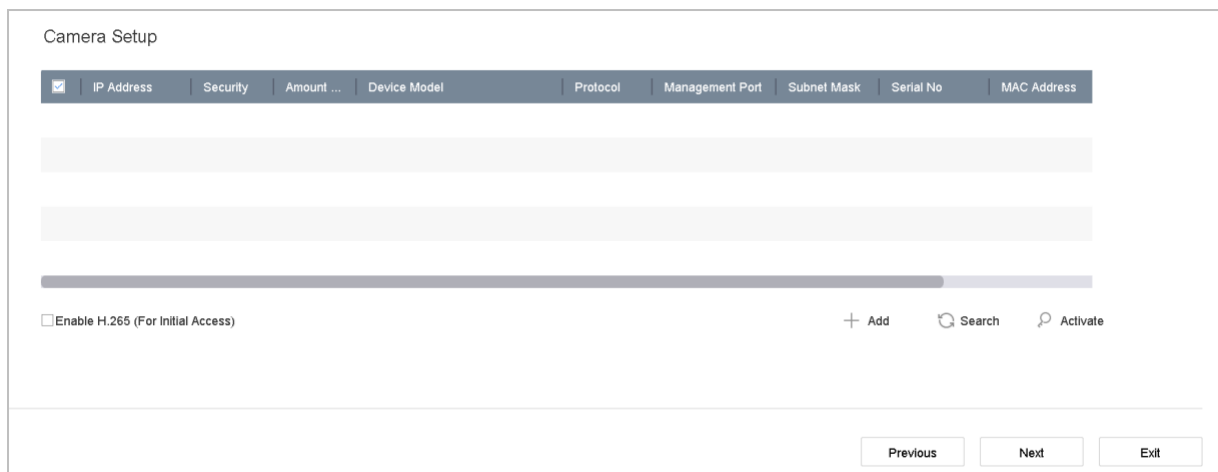 Camera Setup
IP Address Security Amount ... Device Model Protocol Management Port Subnet Mask Serial No MAC Address
Enable H.265 (For Initial Access) Add Search Activate
Previous Next Exit